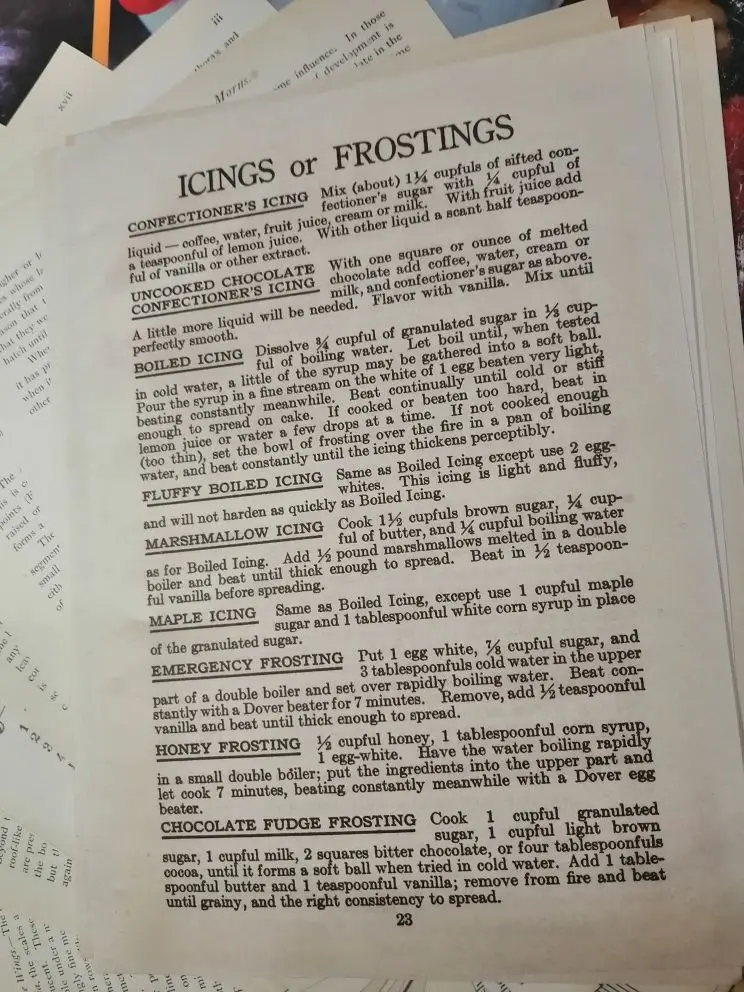 iii
thorax and
xvii
Morns.
me influence. In those
development is
late in the
ICINGS or FROSTINGS
CONFECTIONER'S ICING Mix (about) 1¼ cupfuls of sifted con-
fectioner's sugar with ¼ cupful of
liquid — coffee, water, fruit juice, cream or milk. With fruit juice add
a teaspoonful of lemon juice. With other liquid a scant half teaspoon-
ful of vanilla or other extract.
UNCOOKED CHOCOLATE
CONFECTIONER'S ICING
With one square or ounce of melted
chocolate add coffee, water, cream or
milk, and confectioner's sugar as above.
A little more liquid will be needed. Flavor with vanilla. Mix until
perfectly smooth.
BOILED ICING Dissolve ¾ cupful of granulated sugar in ⅓ cup-
ful of boiling water. Let boil until, when tested
in cold water, a little of the syrup may be gathered into a soft ball.
Pour the syrup in a fine stream on the white of 1 egg beaten very light,
beating constantly meanwhile. Beat continually until cold or stiff
enough to spread on cake. If cooked or beaten too hard, beat in
lemon juice or water a few drops at a time. If not cooked enough
(too thin), set the bowl of frosting over the fire in a pan of boiling
water, and beat constantly until the icing thickens perceptibly.
FLUFFY BOILED ICING Same as Boiled Icing except use 2 egg-
whites. This icing is light and fluffy,
and will not harden as quickly as Boiled Icing.
MARSHMALLOW ICING Cook 1½ cupfuls brown sugar, ¼ cup-
ful of butter, and ¼ cupful boiling water
as for Boiled Icing. Add ½ pound marshmallows melted in a double
boiler and beat until thick enough to spread. Beat in ½ teaspoon-
ful vanilla before spreading.
MAPLE ICING Same as Boiled Icing, except use 1 cupful maple
sugar and 1 tablespoonful white corn syrup in place
of the granulated sugar.
EMERGENCY FROSTING Put 1 egg white, ⅞ cupful sugar, and
3 tablespoonfuls cold water in the upper
part of a double boiler and set over rapidly boiling water. Beat con-
stantly with a Dover beater for 7 minutes. Remove, add ½ teaspoonful
vanilla and beat until thick enough to spread.
HONEY FROSTING ½ cupful honey, 1 tablespoonful corn syrup,
1 egg-white. Have the water boiling rapidly
in a small double boiler; put the ingredients into the upper part and
let cook 7 minutes, beating constantly meanwhile with a Dover egg
beater.
CHOCOLATE FUDGE FROSTING Cook 1 cupful granulated
sugar, 1 cupful light brown
sugar, 1 cupful milk, 2 squares bitter chocolate, or four tablespoonfuls
cocoa, until it forms a soft ball when tried in cold water. Add 1 table-
spoonful butter and 1 teaspoonful vanilla; remove from fire and beat
until grainy, and the right consistency to spread.
23